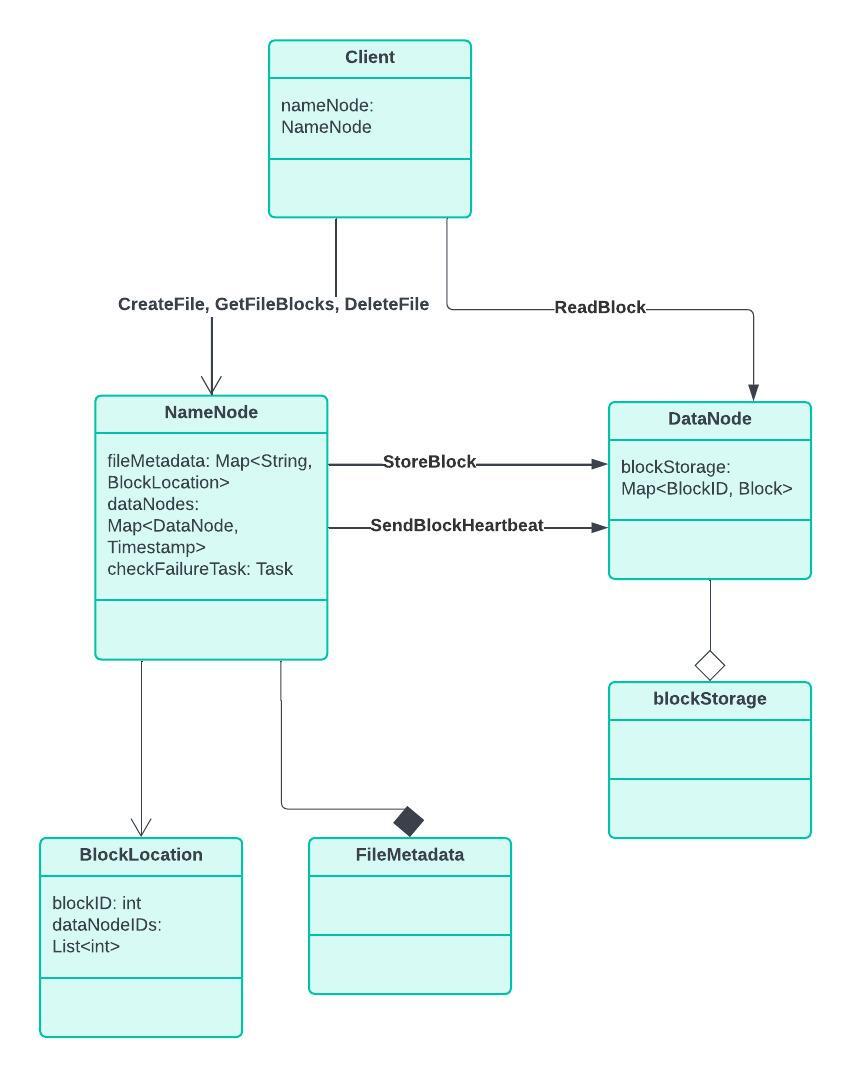 Client
nameNode:
NameNode
CreateFile, GetFileBlocks, DeleteFile
ReadBlock
NameNode
fileMetadata: Map<String,
BlockLocation>
dataNodes:
Map<DataNode,
Timestamp>
checkFailureTask: Task
StoreBlock
SendBlockHeartbeat
DataNode
blockStorage:
Map<BlockID, Block>
blockStorage
BlockLocation
blockID: int
dataNodeIDs:
List<int>
FileMetadata